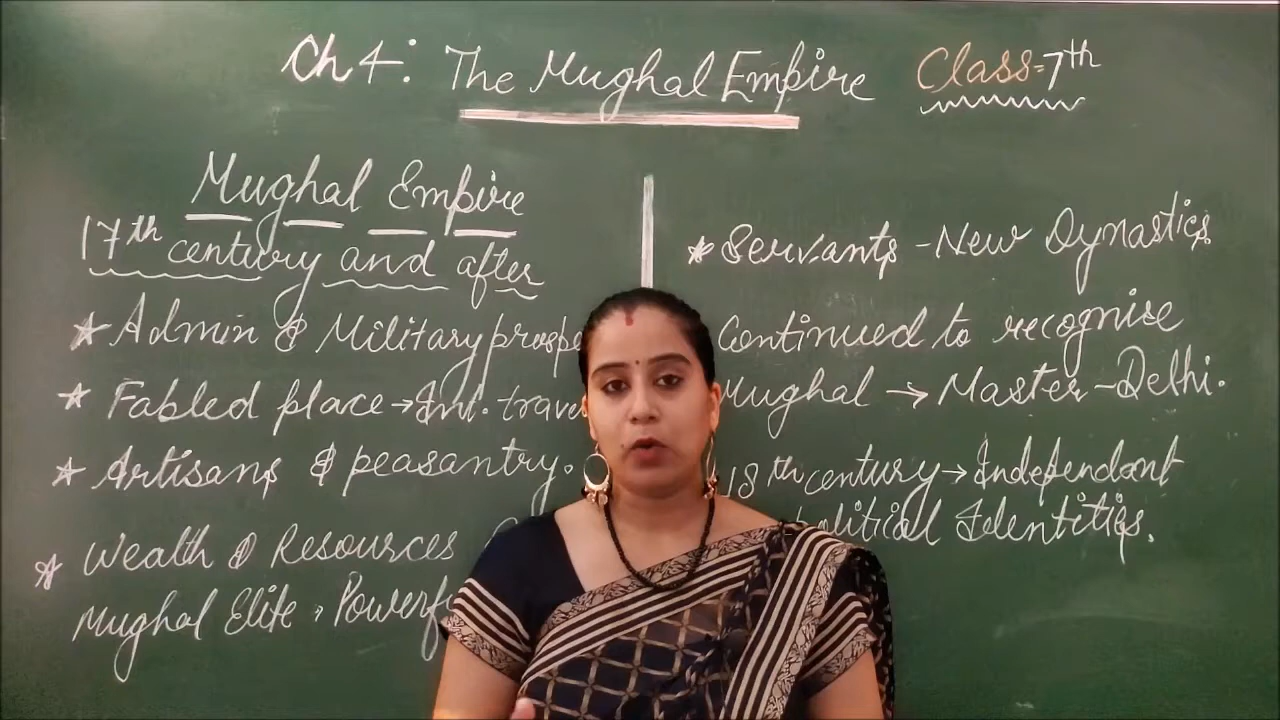 Ch 4: The Mughal Empire Class=7th
Mughal Empire
17th century and after
★ Admin & Military prospe
★ Fabled place → Int. trave
★ Artisans & peasantry.
★ Wealth & Resources
Mughal Elite, Powerf
★ Servants - New Dynastics
Continued to recognise
Mughal → Master - Delhi.
18th century → Independant
political Identities.